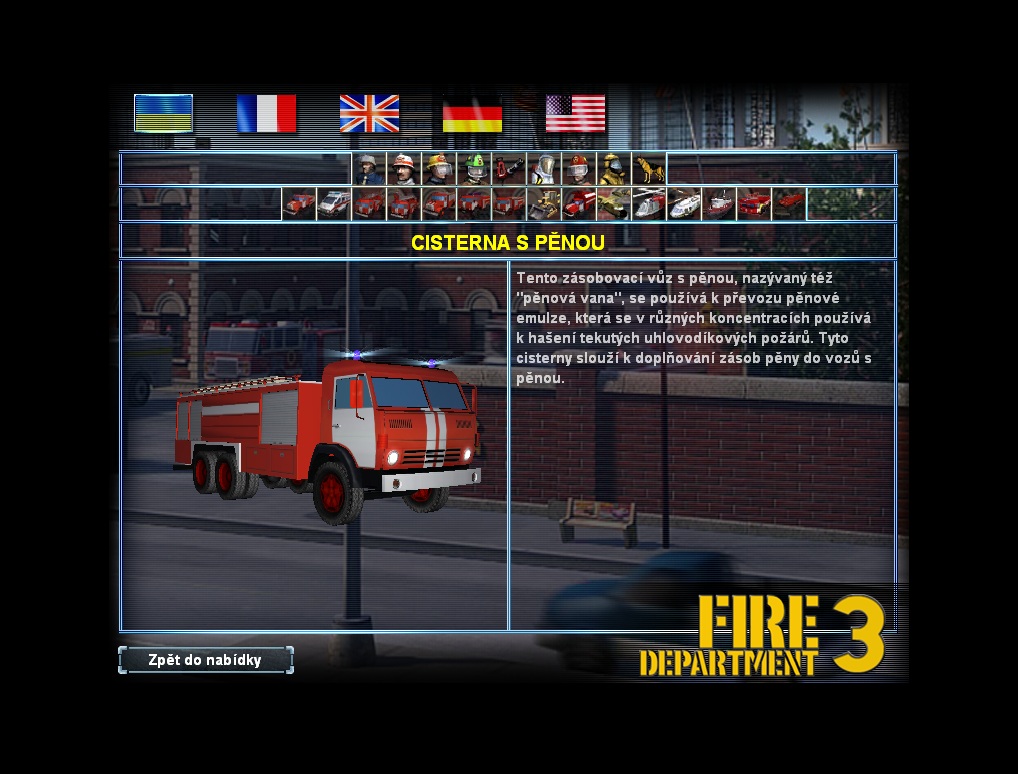 CISTERNA S PĚNOU
Tento zásobovací vůz s pěnou, nazývaný též
"pěnová vana", se používá k převozu pěnové
emulze, která se v různých koncentracích používá
k hašení tekutých uhlovodíkových požárů. Tyto
cisterny slouží k doplňování zásob pěny do vozů s
pěnou.
Zpět do nabídky
FIRE
DEPARTMENT
3